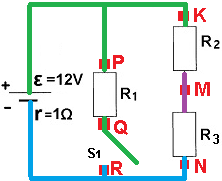 K
P
R₂
+
ε=12V
-
r=1Ω
R₁
M
Q
R₃
S1
R
N